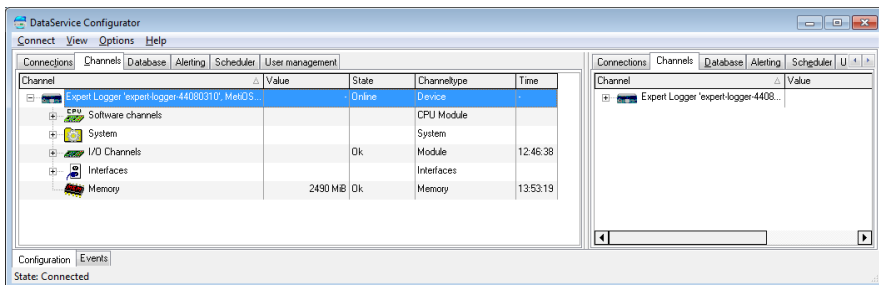 DataService Configurator
Connect View Options Help
Connections Channels Database Alerting Scheduler User management
Channel Value State Channeltype Time
Expert Logger 'expert-logger-44080310', MetiOS... - Online Device -
Software channels CPU Module
System System
I/O Channels Ok Module 12:46:38
Interfaces Interfaces
Memory 2490 MiB Ok Memory 13:53:19
Connections Channels Database Alerting Scheduler U
Channel Value
Expert Logger 'expert-logger-4408...
Configuration Events
State: Connected